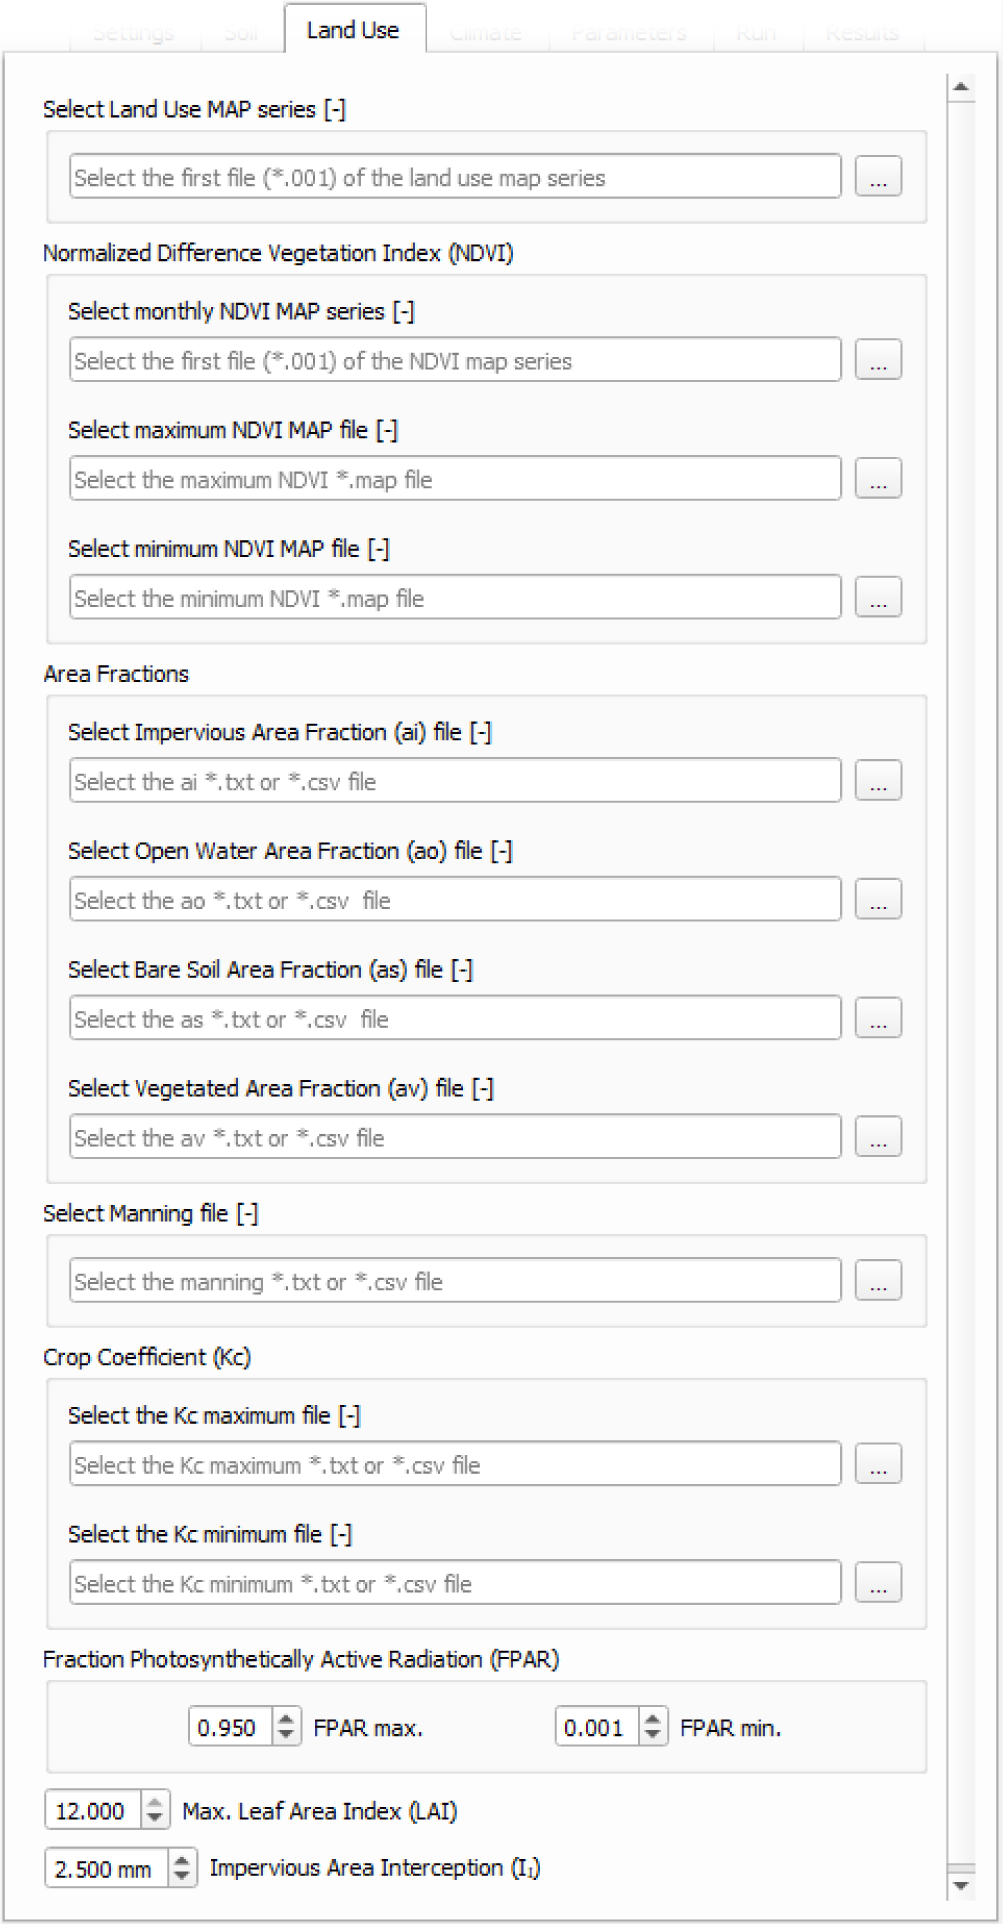 Settings Soil Land Use Climate Parameters Run Results
Select Land Use MAP series [-]
Select the first file (*.001) of the land use map series ...
Normalized Difference Vegetation Index (NDVI)
Select monthly NDVI MAP series [-]
Select the first file (*.001) of the NDVI map series ...
Select maximum NDVI MAP file [-]
Select the maximum NDVI *.map file ...
Select minimum NDVI MAP file [-]
Select the minimum NDVI *.map file ...
Area Fractions
Select Impervious Area Fraction (ai) file [-]
Select the ai *.txt or *.csv file ...
Select Open Water Area Fraction (ao) file [-]
Select the ao *.txt or *.csv  file ...
Select Bare Soil Area Fraction (as) file [-]
Select the as *.txt or *.csv  file ...
Select Vegetated Area Fraction (av) file [-]
Select the av *.txt or *.csv file ...
Select Manning file [-]
Select the manning *.txt or *.csv file ...
Crop Coefficient (Kc)
Select the Kc maximum file [-]
Select the Kc maximum *.txt or *.csv file ...
Select the Kc minimum file [-]
Select the Kc minimum *.txt or *.csv file ...
Fraction Photosynthetically Active Radiation (FPAR)
0.950 FPAR max. 0.001 FPAR min.
12.000 Max. Leaf Area Index (LAI)
2.500 mm Impervious Area Interception (I₁)